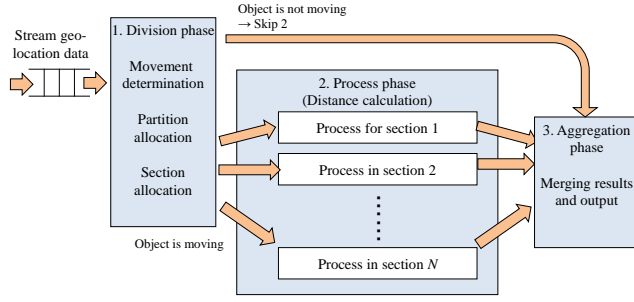 Object is not moving
→ Skip 2
Stream geo-
location data
1. Division phase
Movement
determination
Partition
allocation
Section
allocation
Object is moving
2. Process phase
(Distance calculation)
Process for section 1
Process in section 2
Process in section N
3. Aggregation
phase
Merging results
and output